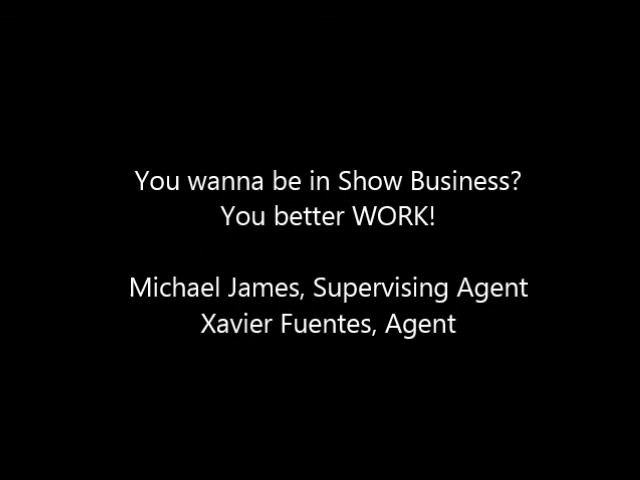 You wanna be in Show Business?
You better WORK!
Michael James, Supervising Agent
Xavier Fuentes, Agent